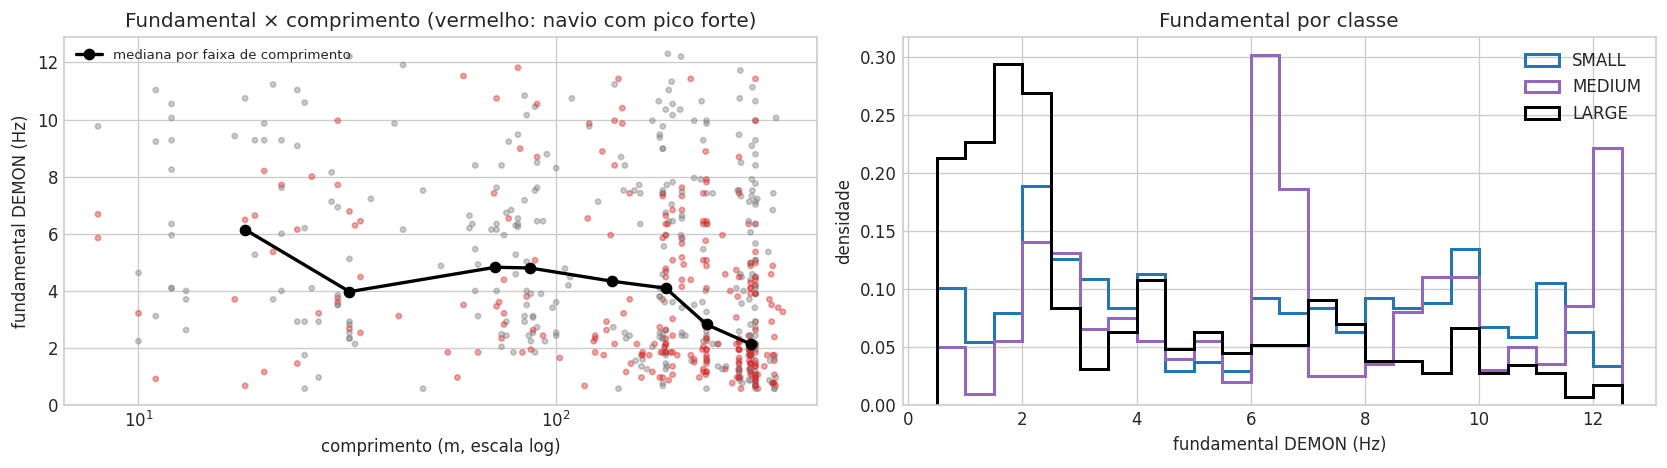 Fundamental × comprimento (vermelho: navio com pico forte)
mediana por faixa de comprimento
fundamental DEMON (Hz)
12
10
8
6
4
2
0
10¹
10²
comprimento (m, escala log)
Fundamental por classe
SMALL
MEDIUM
LARGE
densidade
0.30
0.25
0.20
0.15
0.10
0.05
0.00
0 2 4 6 8 10 12
fundamental DEMON (Hz)